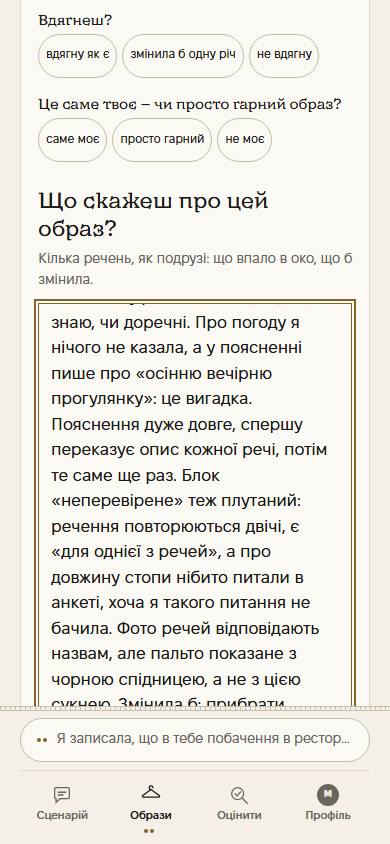 Вдягнеш?
вдягну як є
змінила б одну річ
не вдягну
Це саме твоє – чи просто гарний образ?
саме моє
просто гарний
не моє
Що скажеш про цей
образ?
Кілька речень, як подрузі: що впало в око, що б
змінила.
знаю, чи доречні. Про погоду я
нічого не казала, а у поясненні
пише про «осінню вечірню
прогулянку»: це вигадка.
Пояснення дуже довге, спершу
переказує опис кожної речі, потім
те саме ще раз. Блок
«неперевірене» теж плутаний:
речення повторюються двічі, є
«для однієї з речей», а про
довжину стопи нібито питали в
анкеті, хоча я такого питання не
бачила. Фото речей відповідають
назвам, але пальто показане з
чорною спідницею, а не з цією
сукнею. Змінила б: прибрати
Я записала, що в тебе побачення в рестор...
Сценарій
Образи
Оцінити
М
Профіль